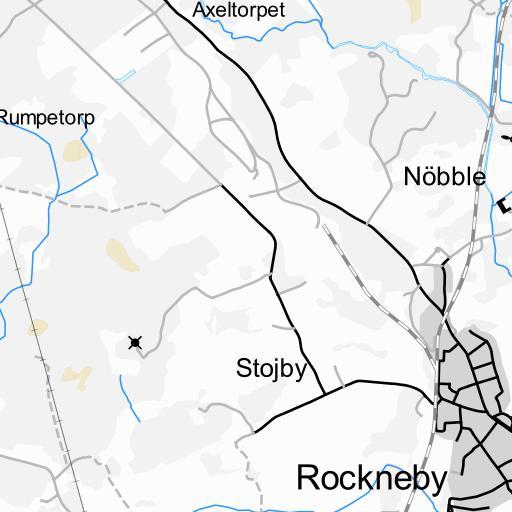 Axeltorpet
Rumpetorp
Nöbble
Stojby
Rockneby